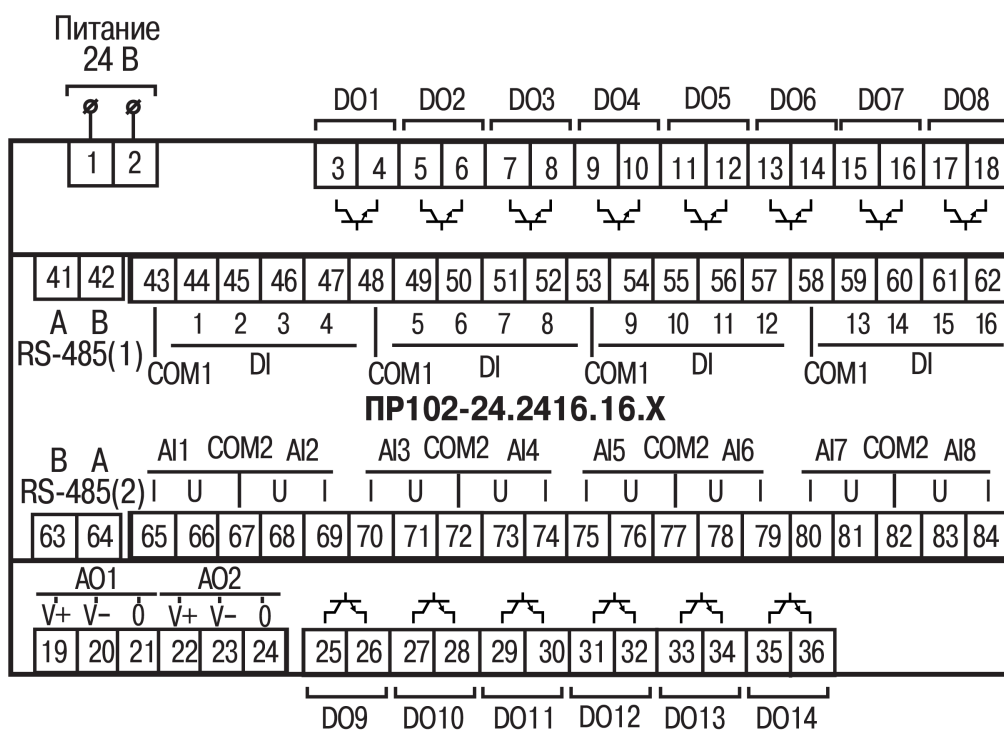 Питание
24 В
DO1 DO2 DO3 DO4 DO5 DO6 DO7 DO8
1 2 3 4 5 6 7 8 9 10 11 12 13 14 15 16 17 18
41 42 43 44 45 46 47 48 49 50 51 52 53 54 55 56 57 58 59 60 61 62
A B 1 2 3 4 5 6 7 8 9 10 11 12 13 14 15 16
RS-485(1) COM1 DI COM1 DI COM1 DI COM1 DI
ПР102-24.2416.16.X
B A AI1 COM2 AI2 AI3 COM2 AI4 AI5 COM2 AI6 AI7 COM2 AI8
RS-485(2) I U U I I U U I I U U I I U U I
63 64 65 66 67 68 69 70 71 72 73 74 75 76 77 78 79 80 81 82 83 84
AO1 AO2
V+ V− 0 V+ V− 0
19 20 21 22 23 24 25 26 27 28 29 30 31 32 33 34 35 36
DO9 DO10 DO11 DO12 DO13 DO14